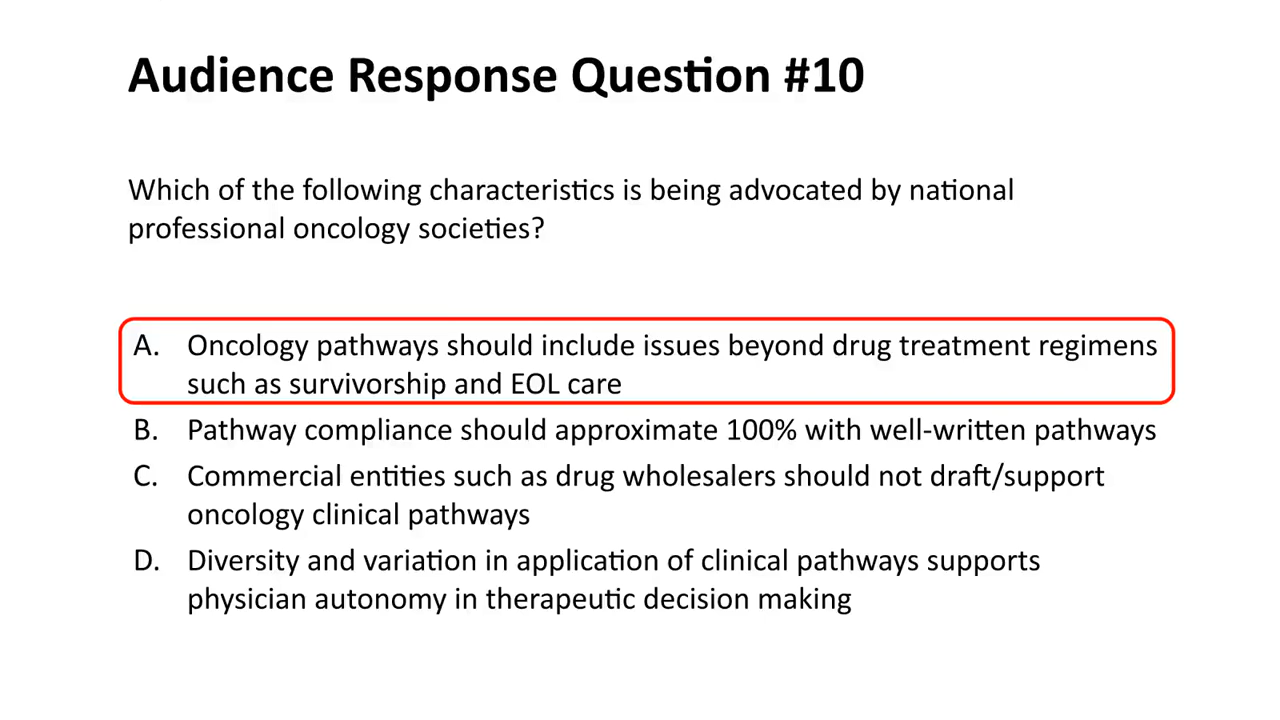 Audience Response Question #10
Which of the following characteristics is being advocated by national
professional oncology societies?
A. Oncology pathways should include issues beyond drug treatment regimens
such as survivorship and EOL care
B. Pathway compliance should approximate 100% with well-written pathways
C. Commercial entities such as drug wholesalers should not draft/support
oncology clinical pathways
D. Diversity and variation in application of clinical pathways supports
physician autonomy in therapeutic decision making